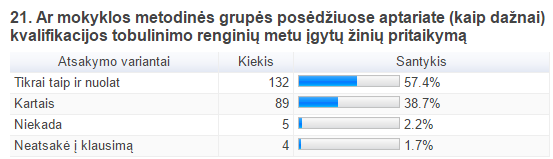 21. Ar mokyklos metodinės grupės posėdžiuose aptariate (kaip dažnai)
kvalifikacijos tobulinimo renginių metu įgytų žinių pritaikymą
Atsakymo variantai Kiekis Santykis
Tikrai taip ir nuolat 132 57.4%
Kartais 89 38.7%
Niekada 5 2.2%
Neatsakė į klausimą 4 1.7%